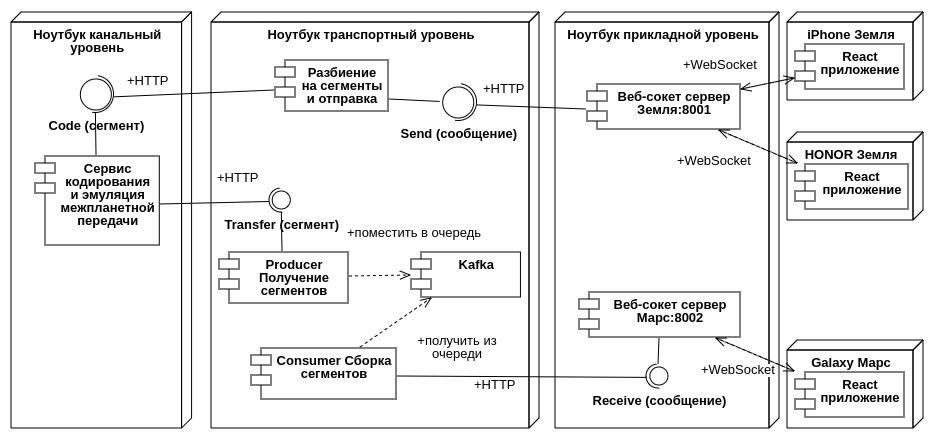 Ноутбук канальный
уровень
+HTTP
Code (сегмент)
Сервис
кодирования
и эмуляция
межпланетной
передачи
Ноутбук транспортный уровень
Разбиение
на сегменты
и отправка
+HTTP
Send (сообщение)
+HTTP
Transfer (сегмент)
+поместить в очередь
Producer
Получение
сегментов
Kafka
+получить из
очереди
Consumer Сборка
сегментов
+HTTP
Ноутбук прикладной уровень
+WebSocket
Веб-сокет сервер
Земля:8001
+WebSocket
Веб-сокет сервер
Марс:8002
+WebSocket
Receive (сообщение)
iPhone Земля
React
приложение
HONOR Земля
React
приложение
Galaxy Марс
React
приложение